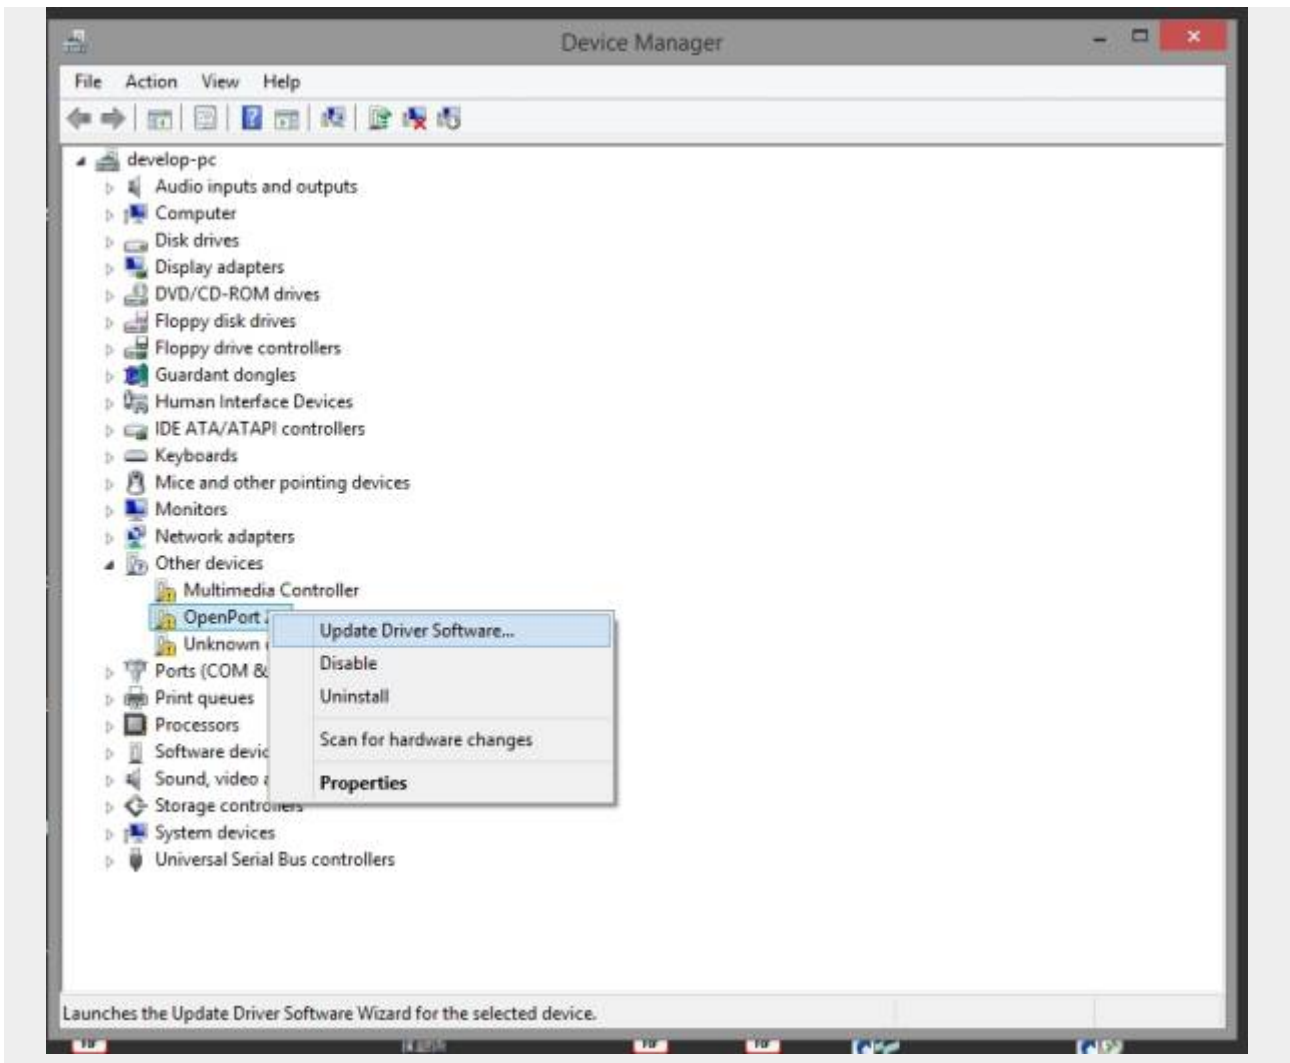 Device Manager
File Action View Help
develop-pc
Audio inputs and outputs
Computer
Disk drives
Display adapters
DVD/CD-ROM drives
Floppy disk drives
Floppy drive controllers
Guardant dongles
Human Interface Devices
IDE ATA/ATAPI controllers
Keyboards
Mice and other pointing devices
Monitors
Network adapters
Other devices
Multimedia Controller
OpenPort
Update Driver Software...
Unknown
Disable
Ports (COM &
Print queues
Uninstall
Processors
Scan for hardware changes
Software devic
Sound, video
Properties
Storage controllers
System devices
Universal Serial Bus controllers
Launches the Update Driver Software Wizard for the selected device.